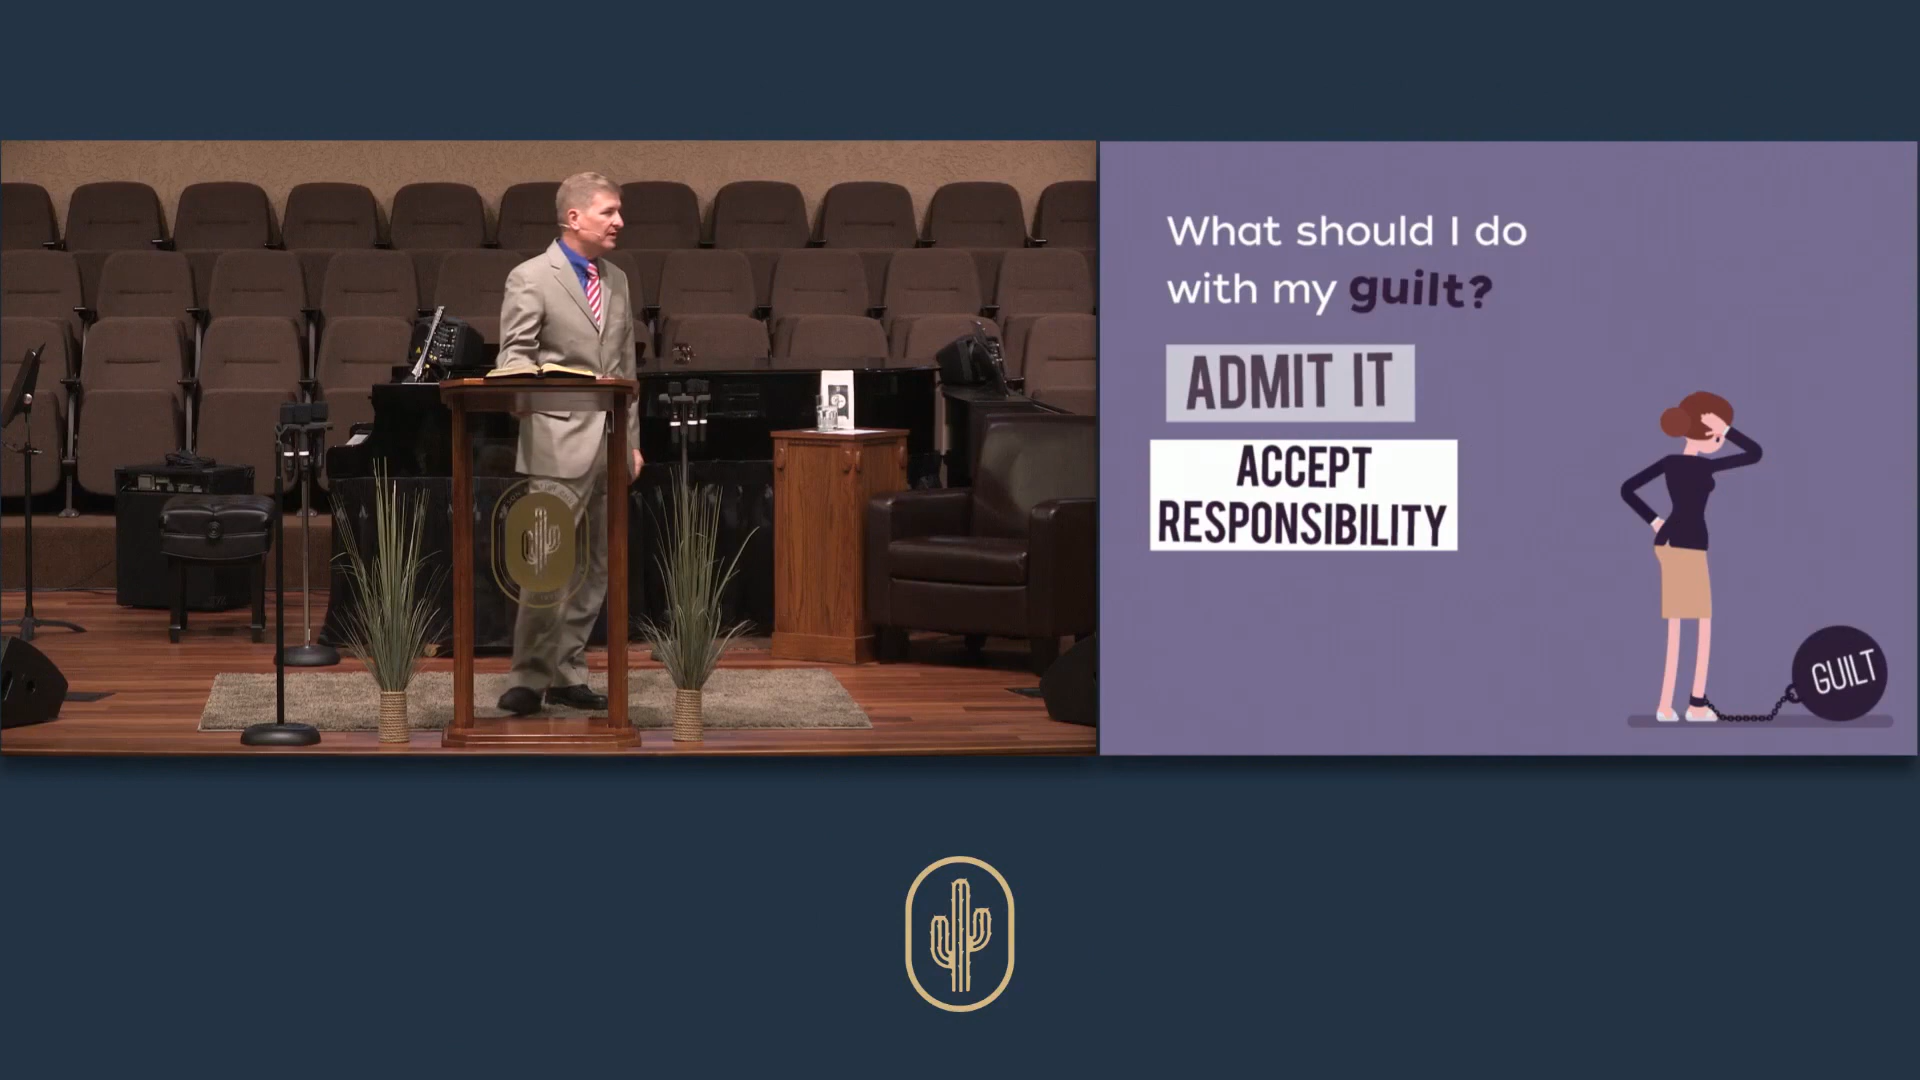 What should I do
with my guilt?
ADMIT IT
ACCEPT
RESPONSIBILITY
GUILT